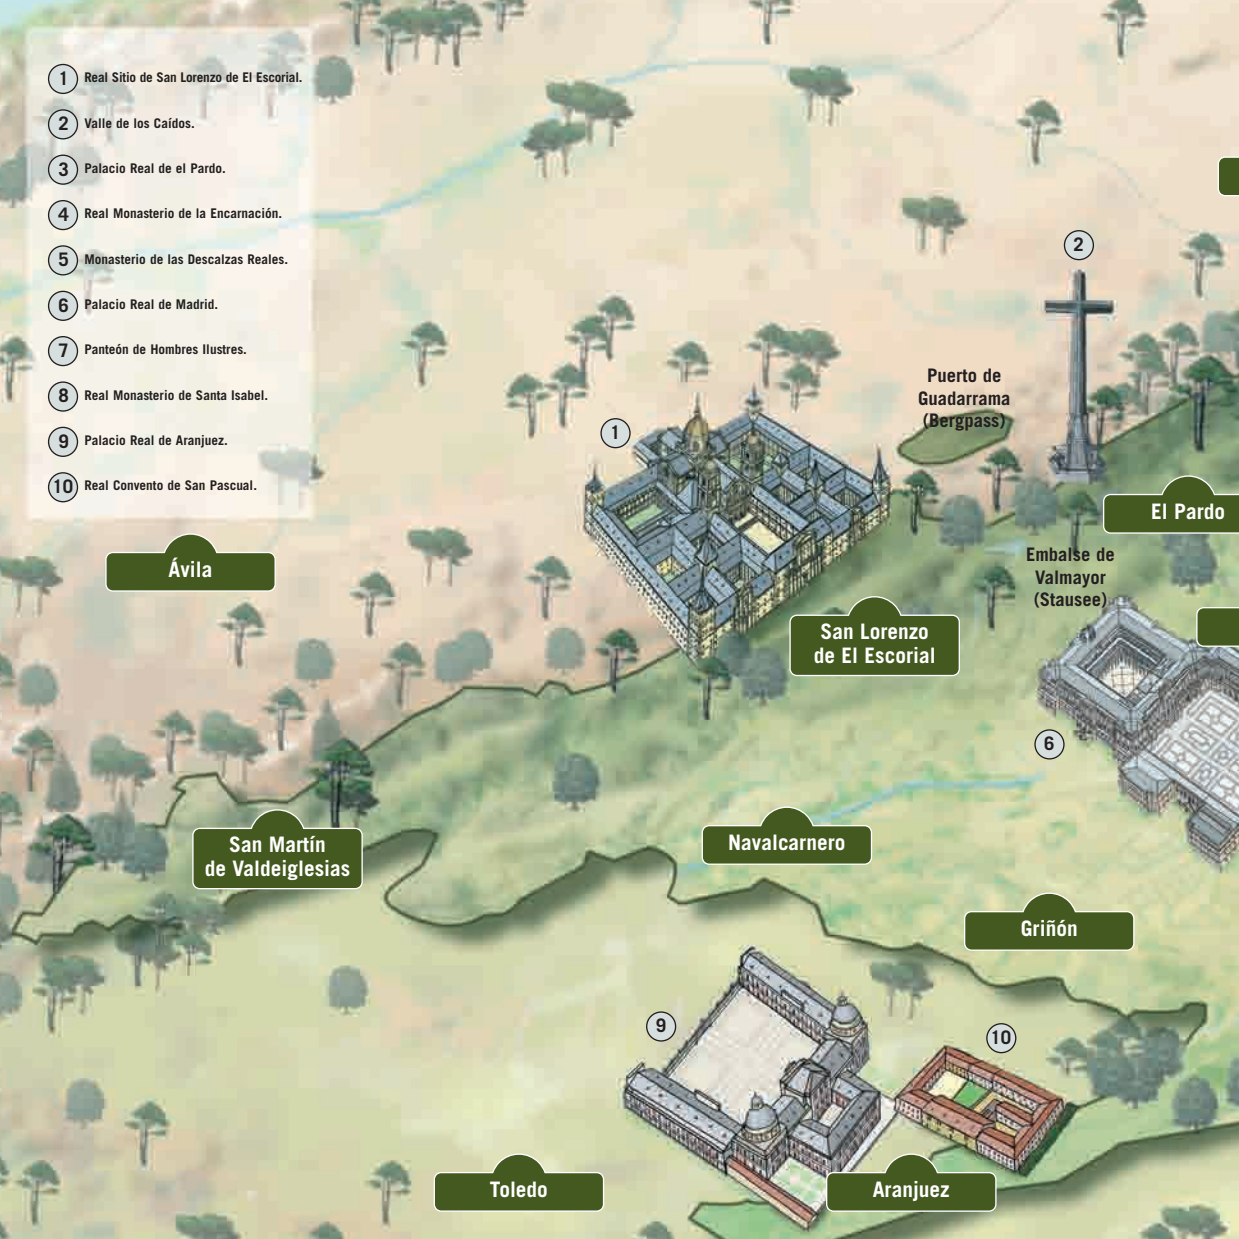 1 Real Sitio de San Lorenzo de El Escorial.
2 Valle de los Caídos.
3 Palacio Real de el Pardo.
4 Real Monasterio de la Encarnación.
5 Monasterio de las Descalzas Reales.
6 Palacio Real de Madrid.
7 Panteón de Hombres Ilustres.
8 Real Monasterio de Santa Isabel.
9 Palacio Real de Aranjuez.
10 Real Convento de San Pascual.
2
Puerto de
Guadarrama
(Bergpass)
1
El Pardo
Ávila
Embalse de
Valmayor
(Stausee)
San Lorenzo
de El Escorial
6
San Martín
de Valdeiglesias
Navalcarnero
Griñón
9
10
Toledo
Aranjuez